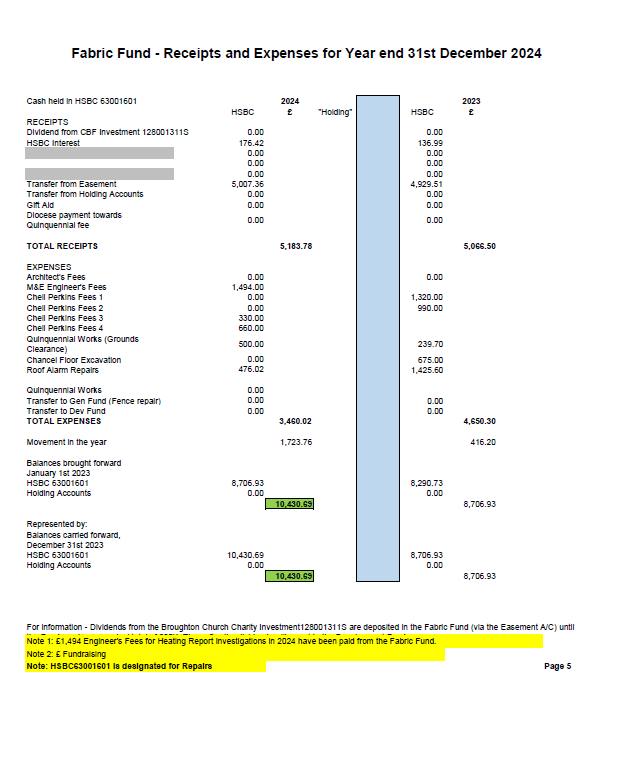 Fabric Fund - Receipts and Expenses for Year end 31st December 2024
Cash held in HSBC 63001601 2024 2023
HSBC £ "Holding" HSBC £
RECEIPTS
Dividend from CBF Investment 128001311S 0.00 0.00
HSBC Interest 176.42 136.99
0.00 0.00
0.00 0.00
0.00 0.00
Transfer from Easement 5,007.36 4,929.51
Transfer from Holding Accounts 0.00 0.00
Gift Aid 0.00 0.00
Diocese payment towards
Quinquennial fee 0.00 0.00
TOTAL RECEIPTS 5,183.78 5,066.50
EXPENSES
Architect's Fees 0.00 0.00
M&E Engineer's Fees 1,494.00
Chell Perkins Fees 1 0.00 1,320.00
Chell Perkins Fees 2 0.00 990.00
Chell Perkins Fees 3 330.00
Chell Perkins Fees 4 660.00
Quinquennial Works (Grounds
Clearance) 500.00 239.70
Chancel Floor Excavation 0.00 675.00
Roof Alarm Repairs 476.02 1,425.60
Quinquennial Works 0.00
Transfer to Gen Fund (Fence repair) 0.00 0.00
Transfer to Dev Fund 0.00 0.00
TOTAL EXPENSES 3,460.02 4,650.30
Movement in the year 1,723.76 416.20
Balances brought forward
January 1st 2023
HSBC 63001601 8,706.93 8,290.73
Holding Accounts 0.00 0.00
10,430.69 8,706.93
Represented by:
Balances carried forward,
December 31st 2023
HSBC 63001601 10,430.69 8,706.93
Holding Accounts 0.00 0.00
10,430.69 8,706.93
For information - Dividends from the Broughton Church Charity Investment128001311S are deposited in the Fabric Fund (via the Easement A/C) until
Note 1: £1,494 Engineer's Fees for Heating Report investigations in 2024 have been paid from the Fabric Fund.
Note 2: £ Fundraising
Note: HSBC63001601 is designated for Repairs Page 5